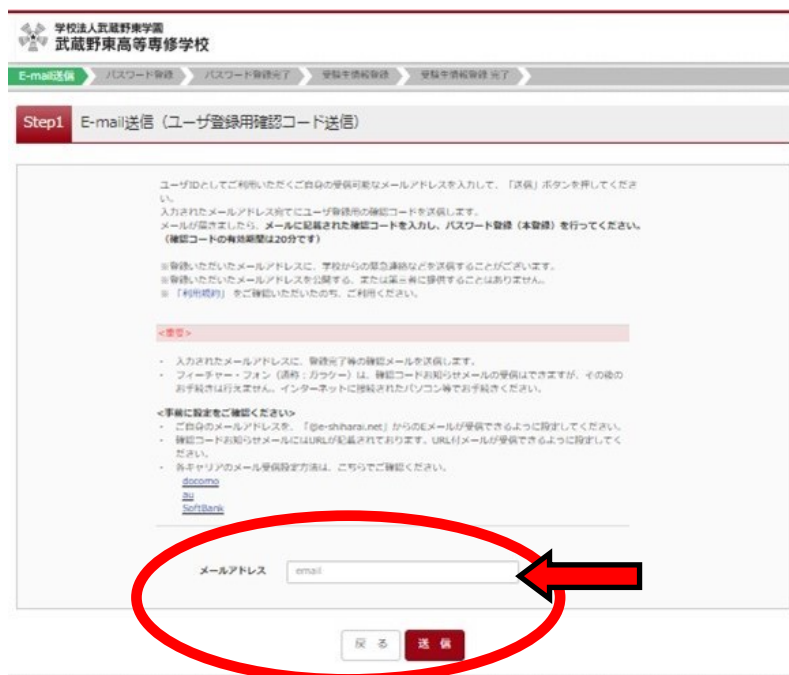 学校法人武蔵野東学園
武蔵野東高等専修学校
E-mail送信 パスワード登録 パスワード登録完了 受験生情報登録 受験生情報登録 完了
Step1 E-mail送信（ユーザ登録用確認コード送信）
ユーザIDとしてご利用いただくご自身の受信可能なメールアドレスを入力して、「送信」ボタンを押してくださ
い。
入力されたメールアドレス宛てにユーザ登録用の確認コードを送信します。
メールが届きましたら、メールに記載された確認コードを入力し、パスワード登録（本登録）を行ってください。
（確認コードの有効期間は20分です）
※登録いただいたメールアドレスに、学校からの緊急連絡などを送信することがございます。
※登録いただいたメールアドレスを公開する、または第三者に提供することはありません。
※「利用規約」をご確認いただいたのち、ご利用ください。
<重要>
・ 入力されたメールアドレスに、登録完了等の確認メールを送信します。
・ フィーチャー・フォン（通称：ガラケー）は、確認コードお知らせメールの受信はできますが、その後の
お手続きは行えません。インターネットに接続されたパソコン等でお手続きください。
<事前に設定をご確認ください>
・ ご自身のメールアドレスを、「@e-shiharai.net」からのEメールが受信できるように設定してください。
・ 確認コードお知らせメールにはURLが記載されております。URL付メールが受信できるように設定してく
ださい。
・ 各キャリアのメール受信設定方法は、こちらでご確認ください。
docomo
au
SoftBank
メールアドレス email
戻 る 送 信